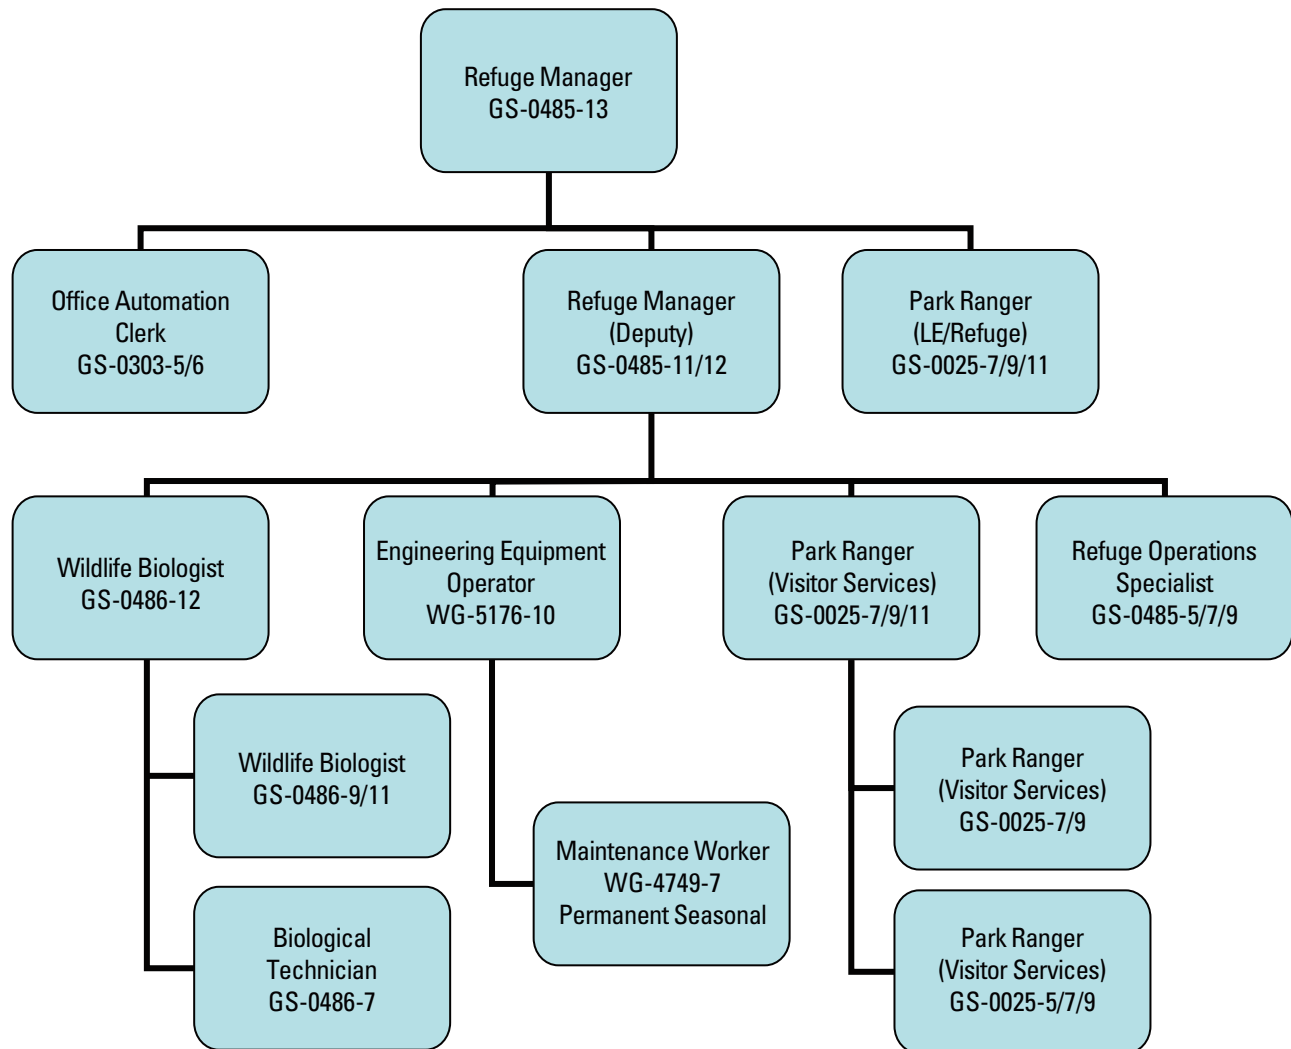 Refuge Manager
GS-0485-13
Office Automation
Clerk
GS-0303-5/6
Refuge Manager
(Deputy)
GS-0485-11/12
Park Ranger
(LE/Refuge)
GS-0025-7/9/11
Wildlife Biologist
GS-0486-12
Engineering Equipment
Operator
WG-5176-10
Park Ranger
(Visitor Services)
GS-0025-7/9/11
Refuge Operations
Specialist
GS-0485-5/7/9
Wildlife Biologist
GS-0486-9/11
Park Ranger
(Visitor Services)
GS-0025-7/9
Maintenance Worker
WG-4749-7
Permanent Seasonal
Biological
Technician
GS-0486-7
Park Ranger
(Visitor Services)
GS-0025-5/7/9